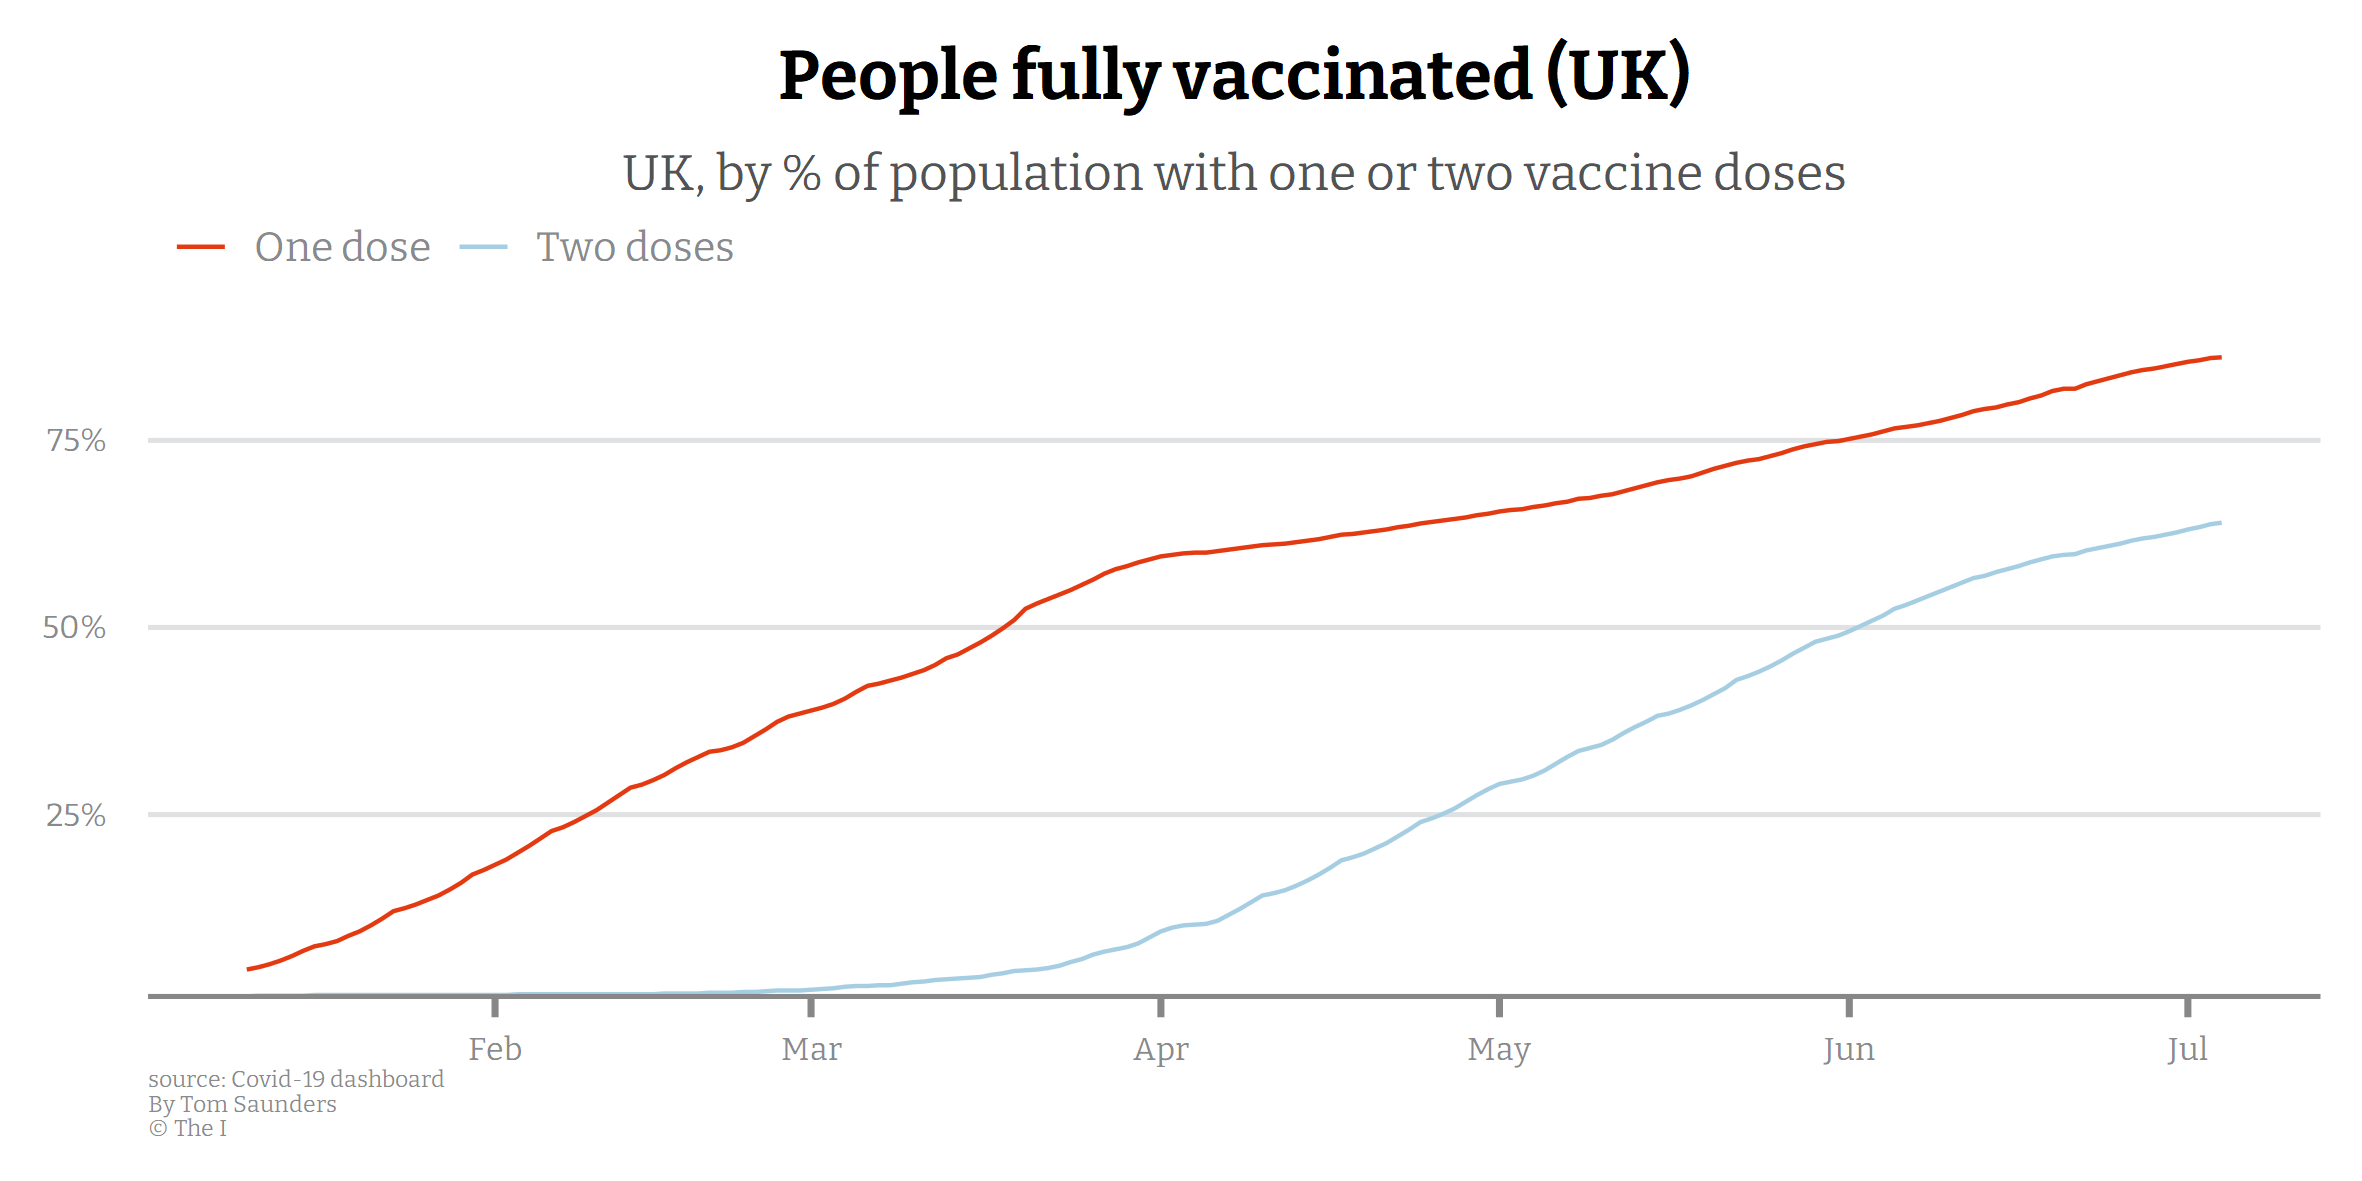 People fully vaccinated (UK)
UK, by % of population with one or two vaccine doses
One dose Two doses
75%
50%
25%
Feb Mar Apr May Jun Jul
source: Covid-19 dashboard
By Tom Saunders
© The I